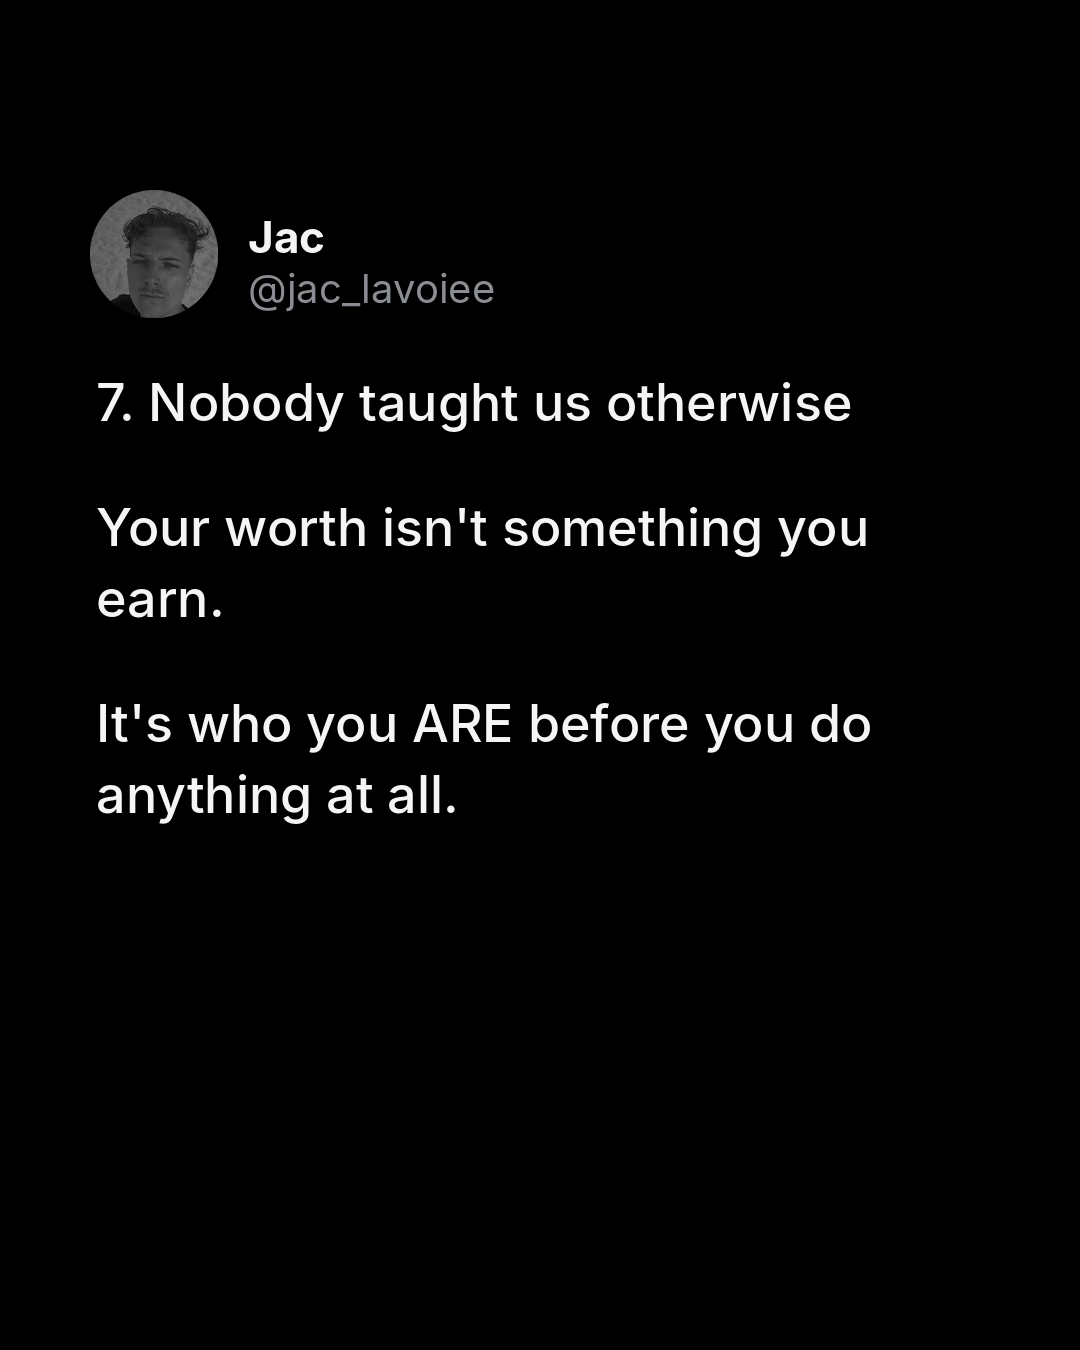 Jac
@jac_lavoiee
7. Nobody taught us otherwise
Your worth isn't something you
earn.
It's who you ARE before you do
anything at all.